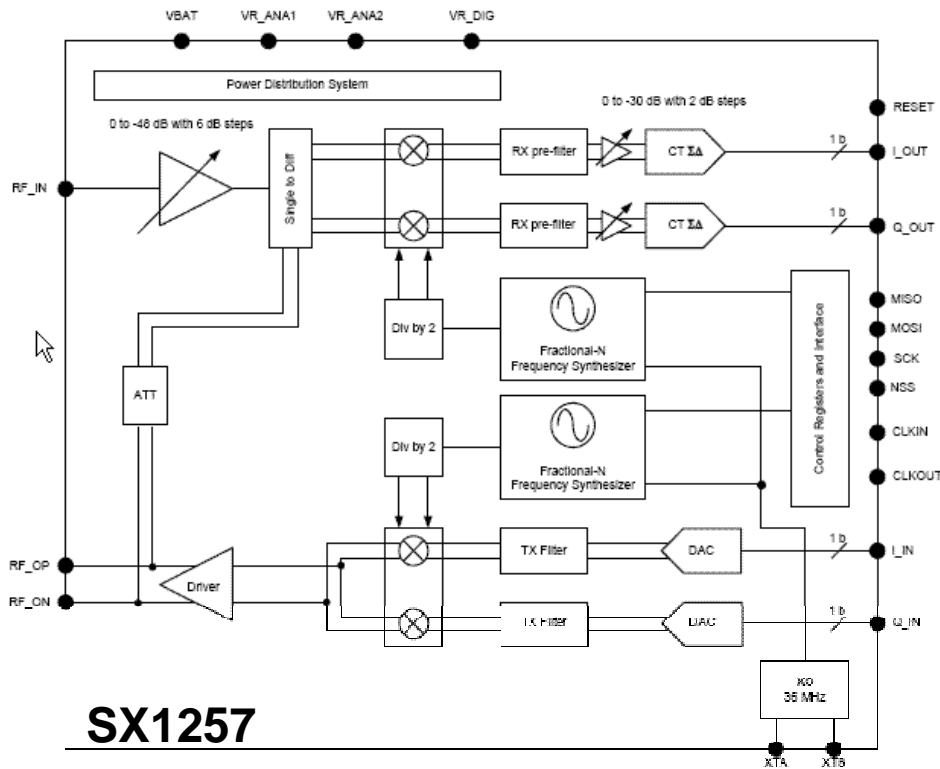 VBAT VR_ANA1 VR_ANA2 VR_DIG
Power Distribution System
RESET
0 to -48 dB with 6 dB steps
0 to -30 dB with 2 dB steps
RF_IN
Single to Diff
RX pre-filter
CT ΣΔ
1 b
I_OUT
RX pre-filter
CT ΣΔ
1 b
Q_OUT
Div by 2
Fractional-N
Frequency Synthesizer
Control Registers and Interface
MISO
MOSI
SCK
NSS
CLKIN
CLKOUT
ATT
Div by 2
Fractional-N
Frequency Synthesizer
RF_OP
RF_ON
Driver
TX Filter
DAC
1 b
I_IN
TX Filter
DAC
1 b
Q_IN
XO
36 MHz
XTA XTB
SX1257